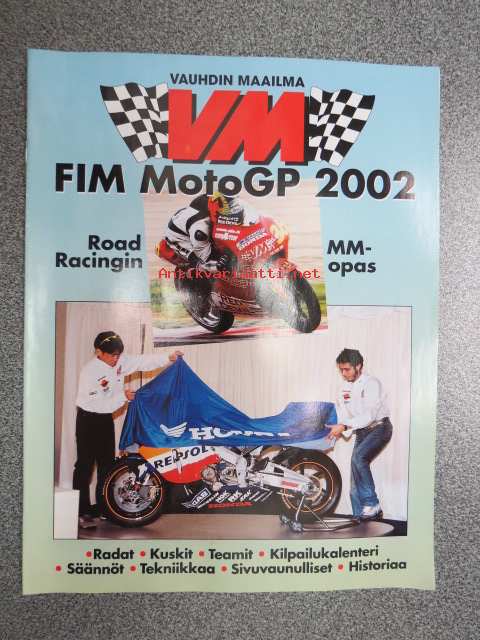 VAUHDIN MAAILMA
VM
FIM MotoGP 2002
Road
Racingin
MM-
opas
Antikvariaatti.net
HONDA
REPSOL
HONDA
• Radat • Kuskit • Teamit • Kilpailukalenteri
• Säännöt • Tekniikkaa • Sivuvaunulliset • Historiaa